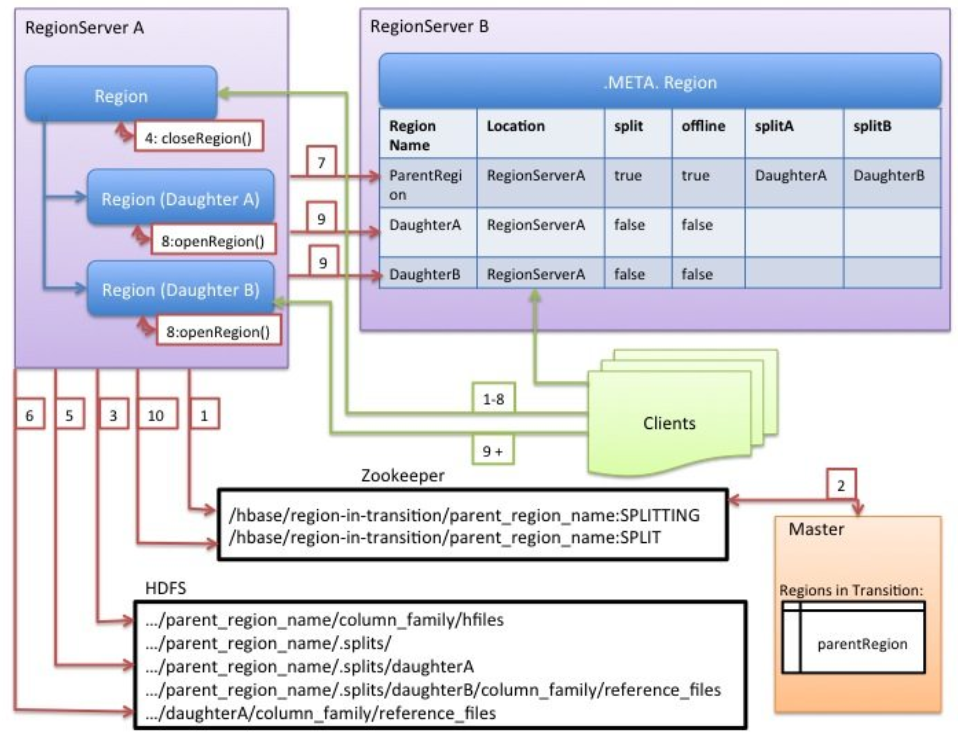 RegionServer A
Region
4: closeRegion()
Region (Daughter A)
8:openRegion()
Region (Daughter B)
8:openRegion()
7
9
9
RegionServer B
.META. Region
Region Name Location split offline splitA splitB
ParentRegi
on RegionServerA true true DaughterA DaughterB
DaughterA RegionServerA false false
DaughterB RegionServerA false false
6 5 3 10 1
1-8
9 +
Clients
Zookeeper
/hbase/region-in-transition/parent_region_name:SPLITTING
/hbase/region-in-transition/parent_region_name:SPLIT
2
Master
Regions in Transition:
parentRegion
HDFS
.../parent_region_name/column_family/hfiles
.../parent_region_name/.splits/
.../parent_region_name/.splits/daughterA
.../parent_region_name/.splits/daughterB/column_family/reference_files
.../daughterA/column_family/reference_files